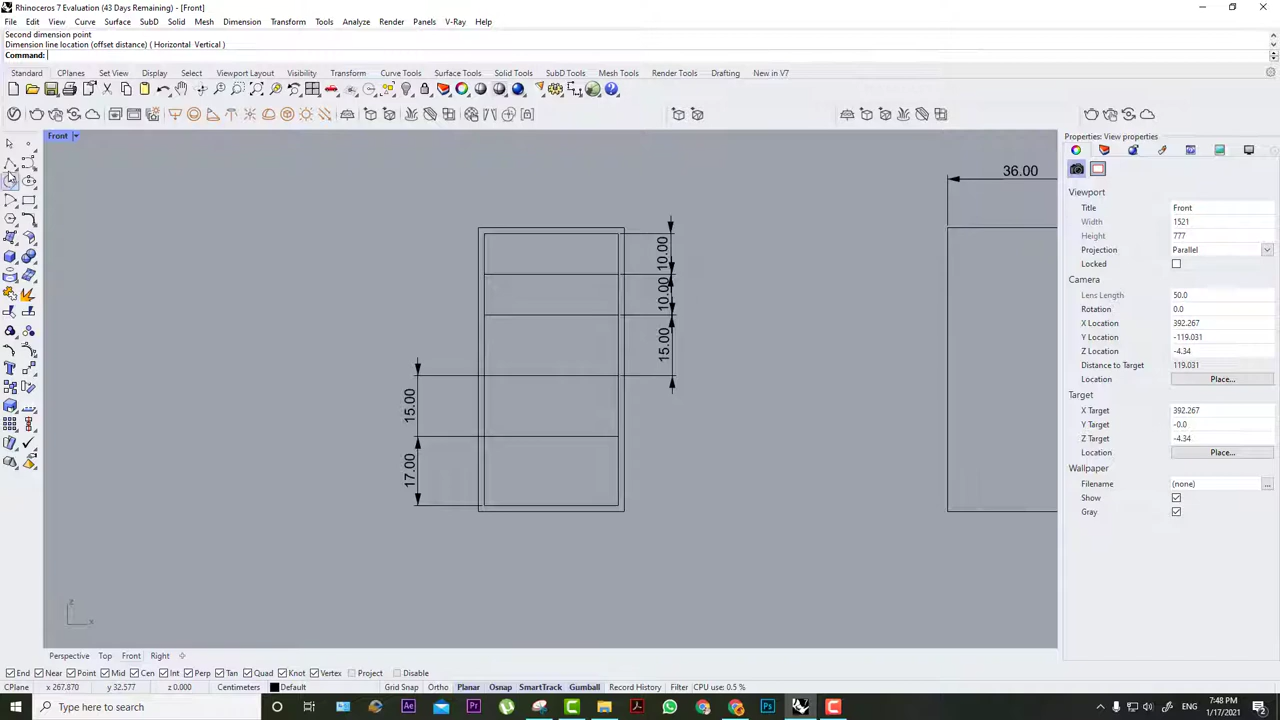 Rhinoceros 7 Evaluation (43 Days Remaining) - [Front]
File Edit View Curve Surface SubD Solid Mesh Dimension Transform Tools Analyze Render Panels V-Ray Help
Second dimension point
Dimension line location (offset distance) ( Horizontal Vertical )
Command:
Standard CPlanes Set View Display Select Viewport Layout Visibility Transform Curve Tools Surface Tools Solid Tools SubD Tools Mesh Tools Render Tools Drafting New in V7
Front
Properties: View properties
36.00
10.00
10.00
15.00
15.00
17.00
Viewport
Title Front
Width 1521
Height 777
Projection Parallel
Locked
Camera
Lens Length 50.0
Rotation 0.0
X Location 392.267
Y Location -119.031
Z Location -4.34
Distance to Target 119.031
Location Place...
Target
X Target 392.267
Y Target -0.0
Z Target -4.34
Location Place...
Wallpaper
Filename (none) ...
Show
Gray
z
x
Perspective Top Front Right
End Near Point Mid Cen Int Perp Tan Quad Knot Vertex Project Disable
CPlane x 267.870 y 32.577 z 0.000 Centimeters Default Grid Snap Ortho Planar Osnap SmartTrack Gumball Record History Filter CPU use: 0.5 %
Type here to search
Ae Pr Ps
7:48 PM
1/17/2021